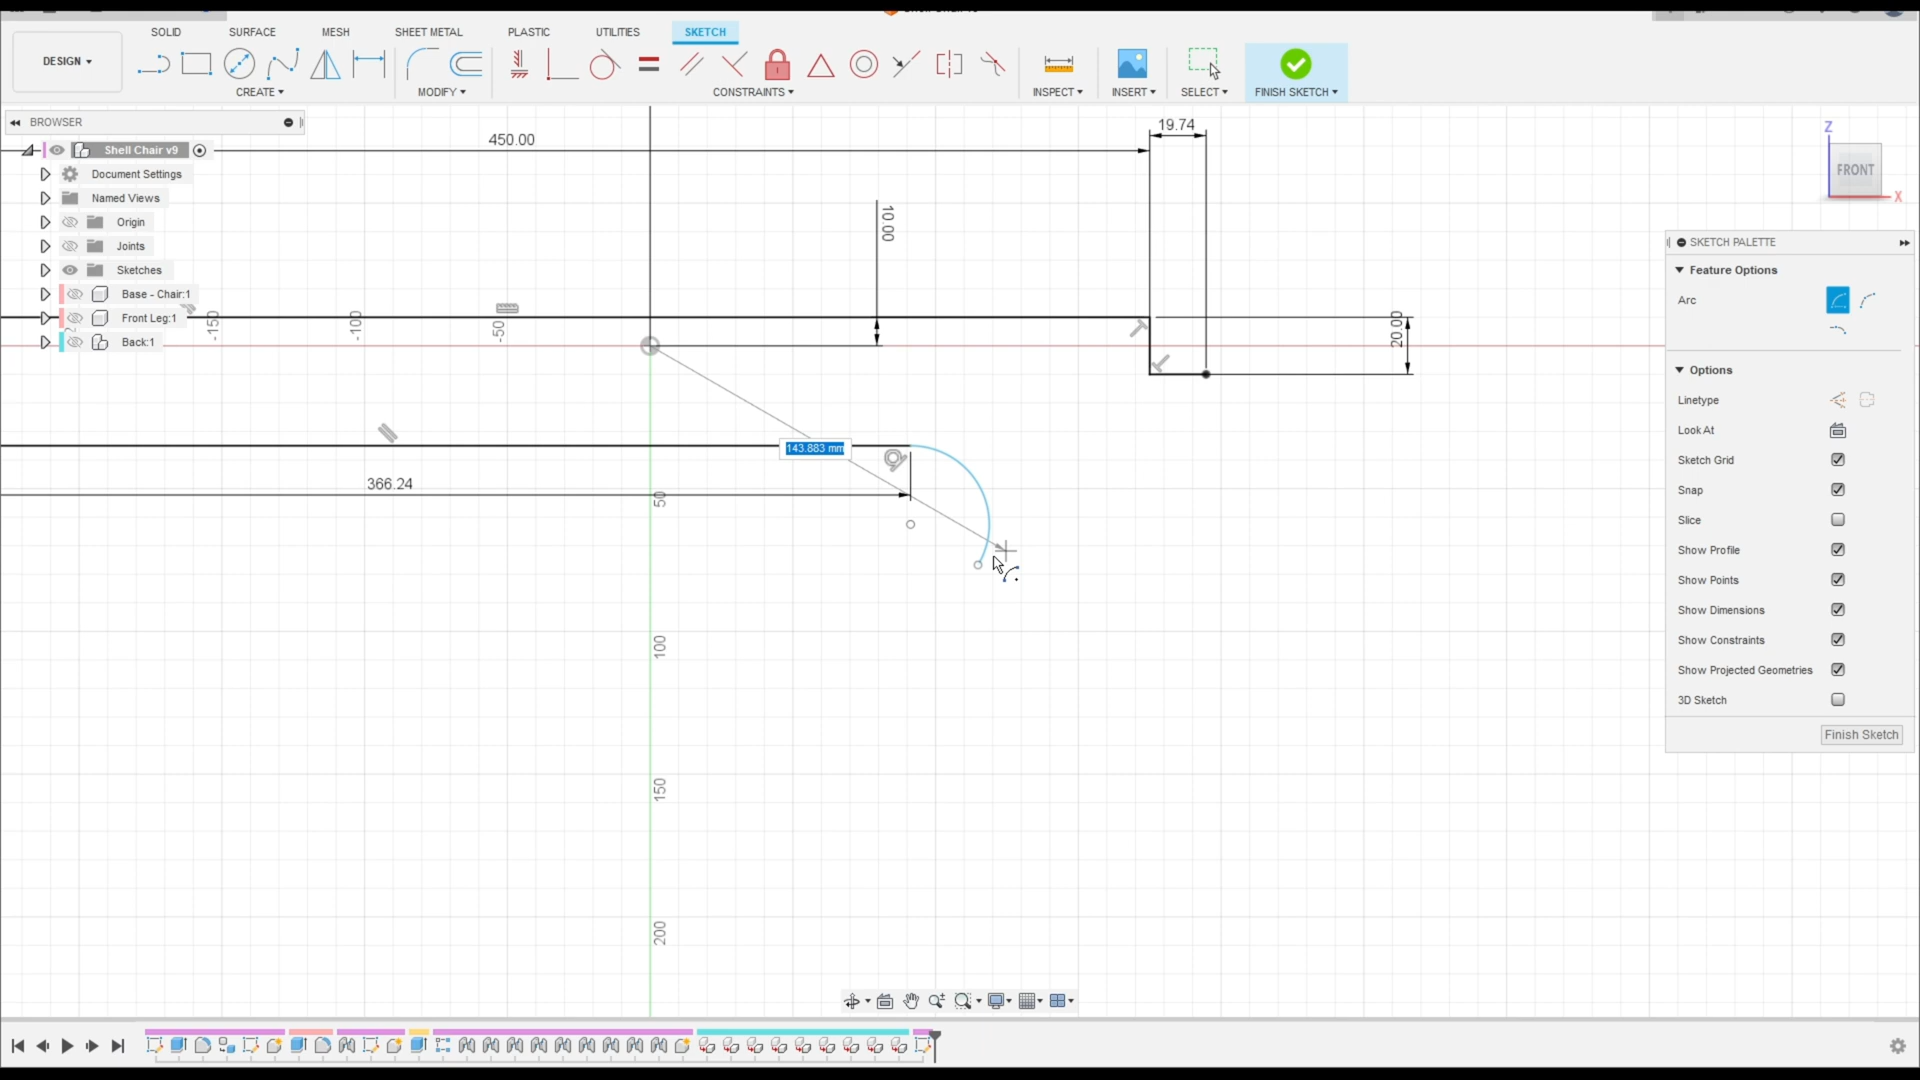 SOLID
SURFACE
MESH
SHEET METAL
PLASTIC
UTILITIES
SKETCH
DESIGN
CREATE
MODIFY
CONSTRAINTS
INSPECT
INSERT
SELECT
FINISH SKETCH
BROWSER
Shell Chair v9
Document Settings
Named Views
Origin
Joints
Sketches
Base - Chair:1
Front Leg:1
Back:1
450.00
19.74
10.00
20.00
-150
-100
-50
143.883 mm
366.24
50
100
150
200
Z
FRONT
X
SKETCH PALETTE
Feature Options
Arc
Options
Linetype
Look At
Sketch Grid
Snap
Slice
Show Profile
Show Points
Show Dimensions
Show Constraints
Show Projected Geometries
3D Sketch
Finish Sketch